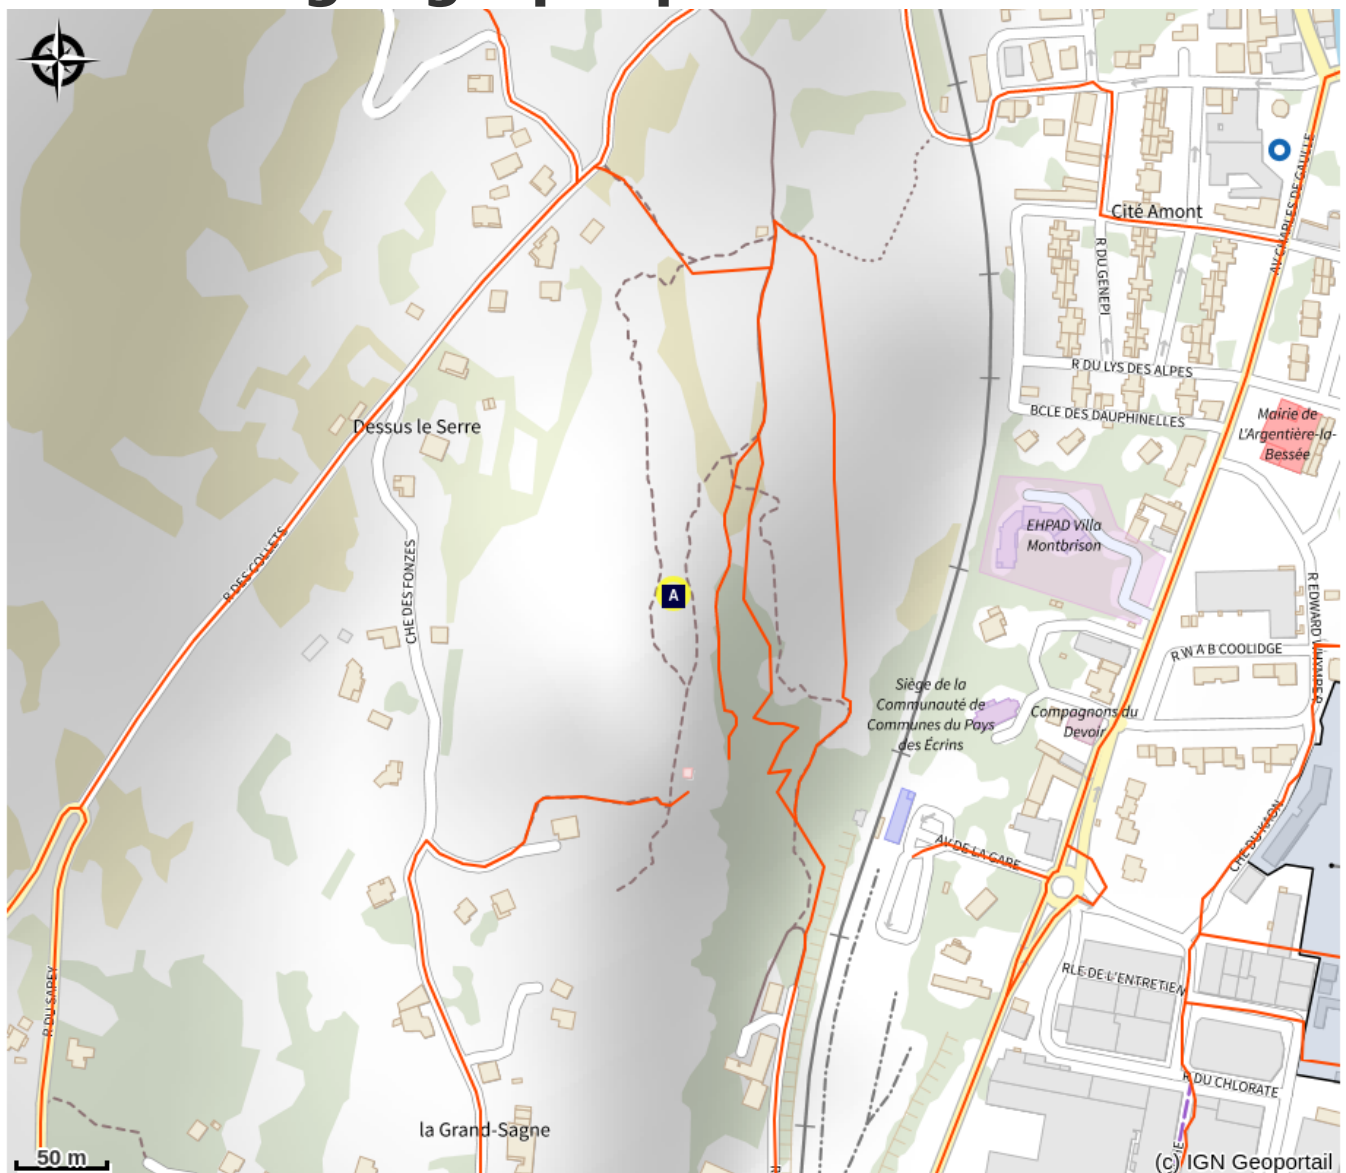 Cité Amont
AV CHARLES DE GAULLE
R DU GENEPI
R DU LYS DES ALPES
BCLE DES DAUPHINELLES
Mairie de
L'Argentière-la-
Bessée
Dessus le Serre
EHPAD Villa
Montbrison
R DES COLLETS
CHE DES FONZES
A
R EDWARD WHYMPER
R W A B COOLIDGE
Siège de la
Communauté de
Communes du Pays
des Écrins
Compagnons du
Devoir
CHE DU KAON
AV DE LA GARE
RLE DE L'ENTRETIEN
R DU SAPEY
R DU CHLORATE
la Grand-Sagne
50 m
(c) IGN Geoportail